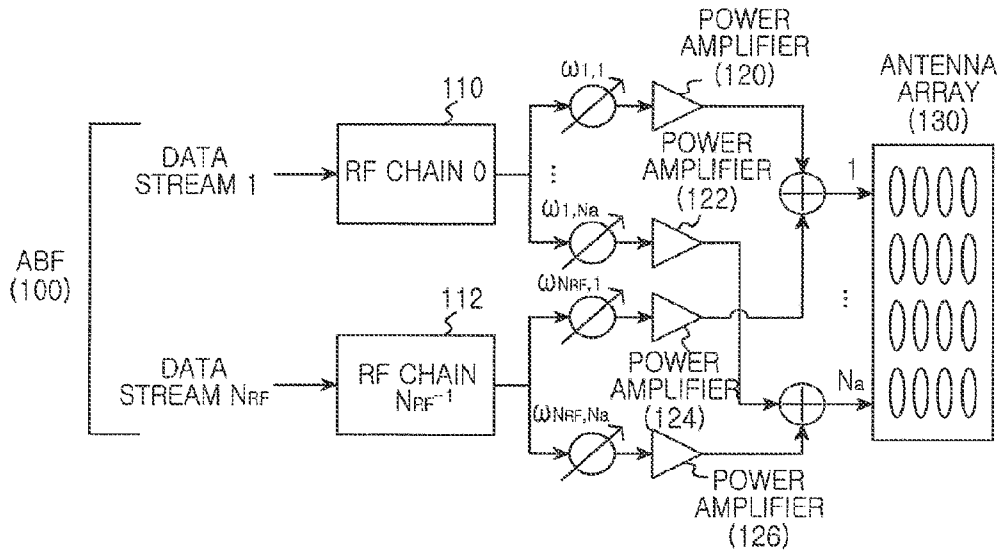 ABF
(100)
DATA
STREAM 1
110
RF CHAIN 0
ω1,1
...
ω1,Na
POWER
AMPLIFIER
(120)
POWER
AMPLIFIER
(122)
DATA
STREAM NRF
112
RF CHAIN
NRF-1
ωNRF,1
ωNRF,Na
POWER
AMPLIFIER
(124)
POWER
AMPLIFIER
(126)
1
...
Na
ANTENNA
ARRAY
(130)